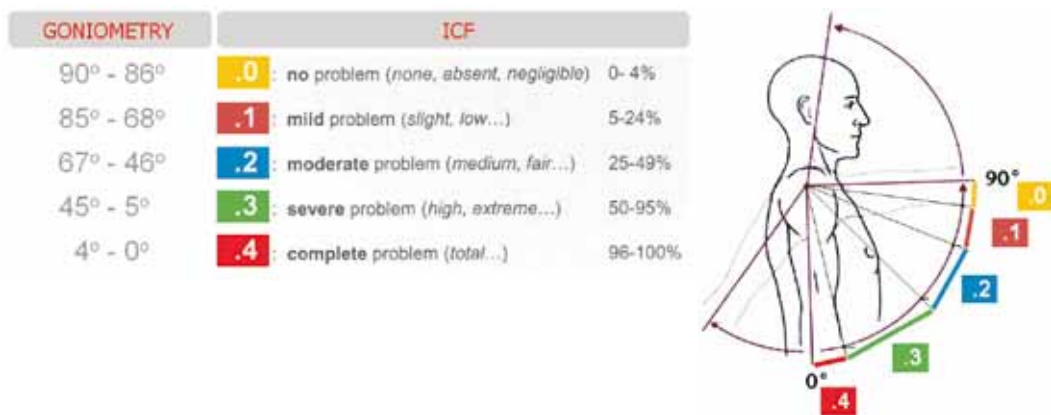 GONIOMETRY ICF
90° - 86° .0 : no problem (none, absent, negligible) 0- 4%
85° - 68° .1 : mild problem (slight, low...) 5-24%
67° - 46° .2 : moderate problem (medium, fair...) 25-49%
45° - 5° .3 : severe problem (high, extreme...) 50-95%
4° - 0° .4 : complete problem (total...) 96-100%
90°
.0
.1
.2
.3
0°
.4